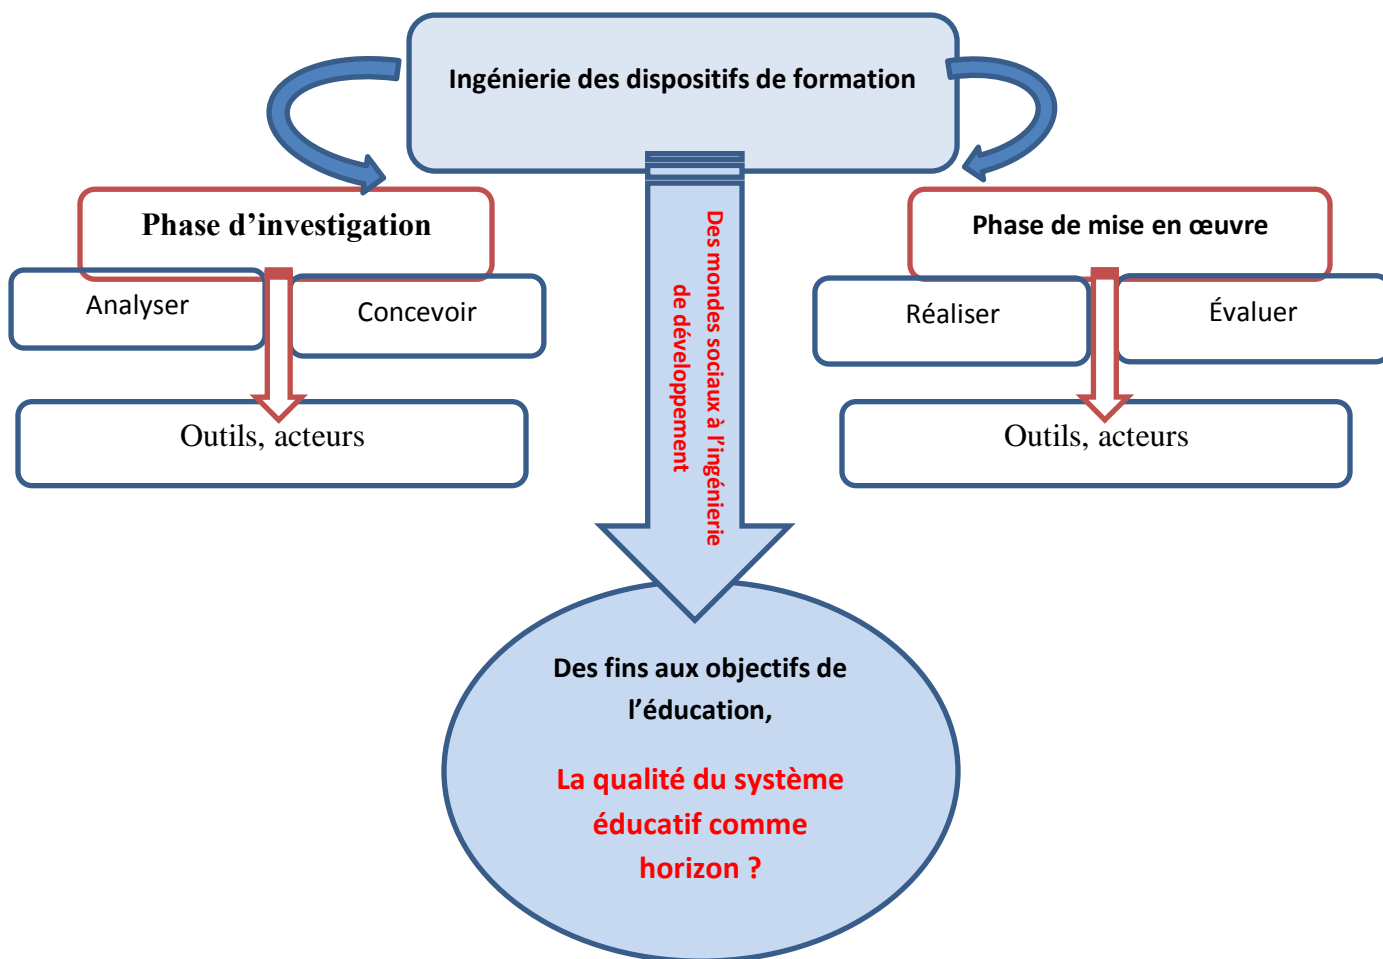 Ingénierie des dispositifs de formation
Phase d’investigation
Analyser
Concevoir
Outils, acteurs
Des mondes sociaux à l’ingénierie
de développement
Phase de mise en œuvre
Réaliser
Évaluer
Outils, acteurs
Des fins aux objectifs de
l’éducation,
La qualité du système
éducatif comme
horizon ?